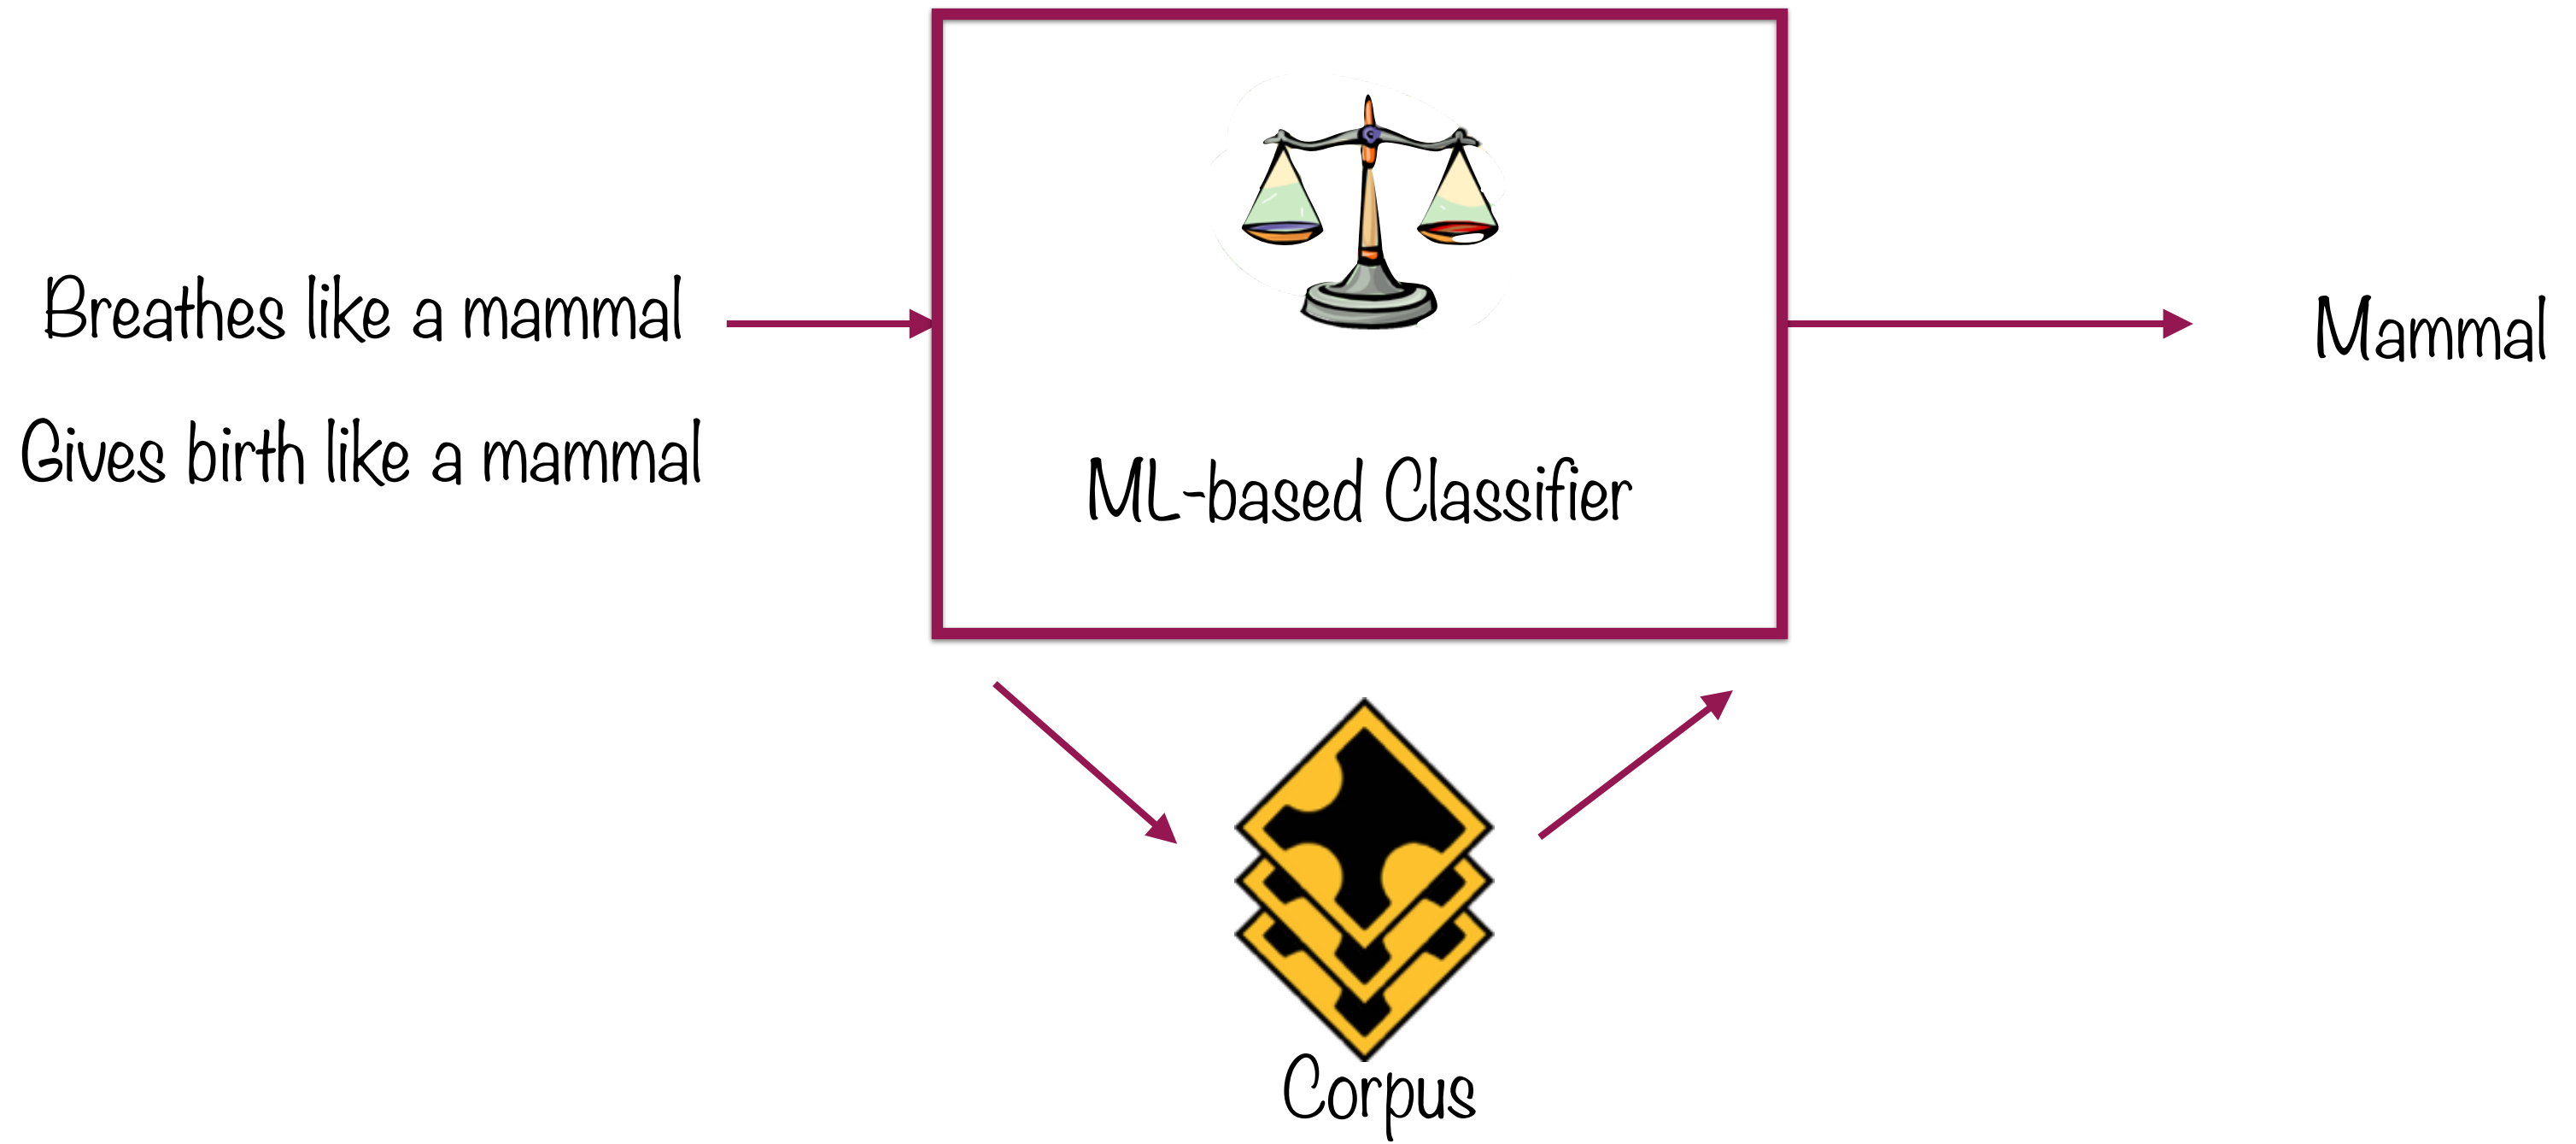 Breathes like a mammal
Gives birth like a mammal
ML-based Classifier
Mammal
Corpus